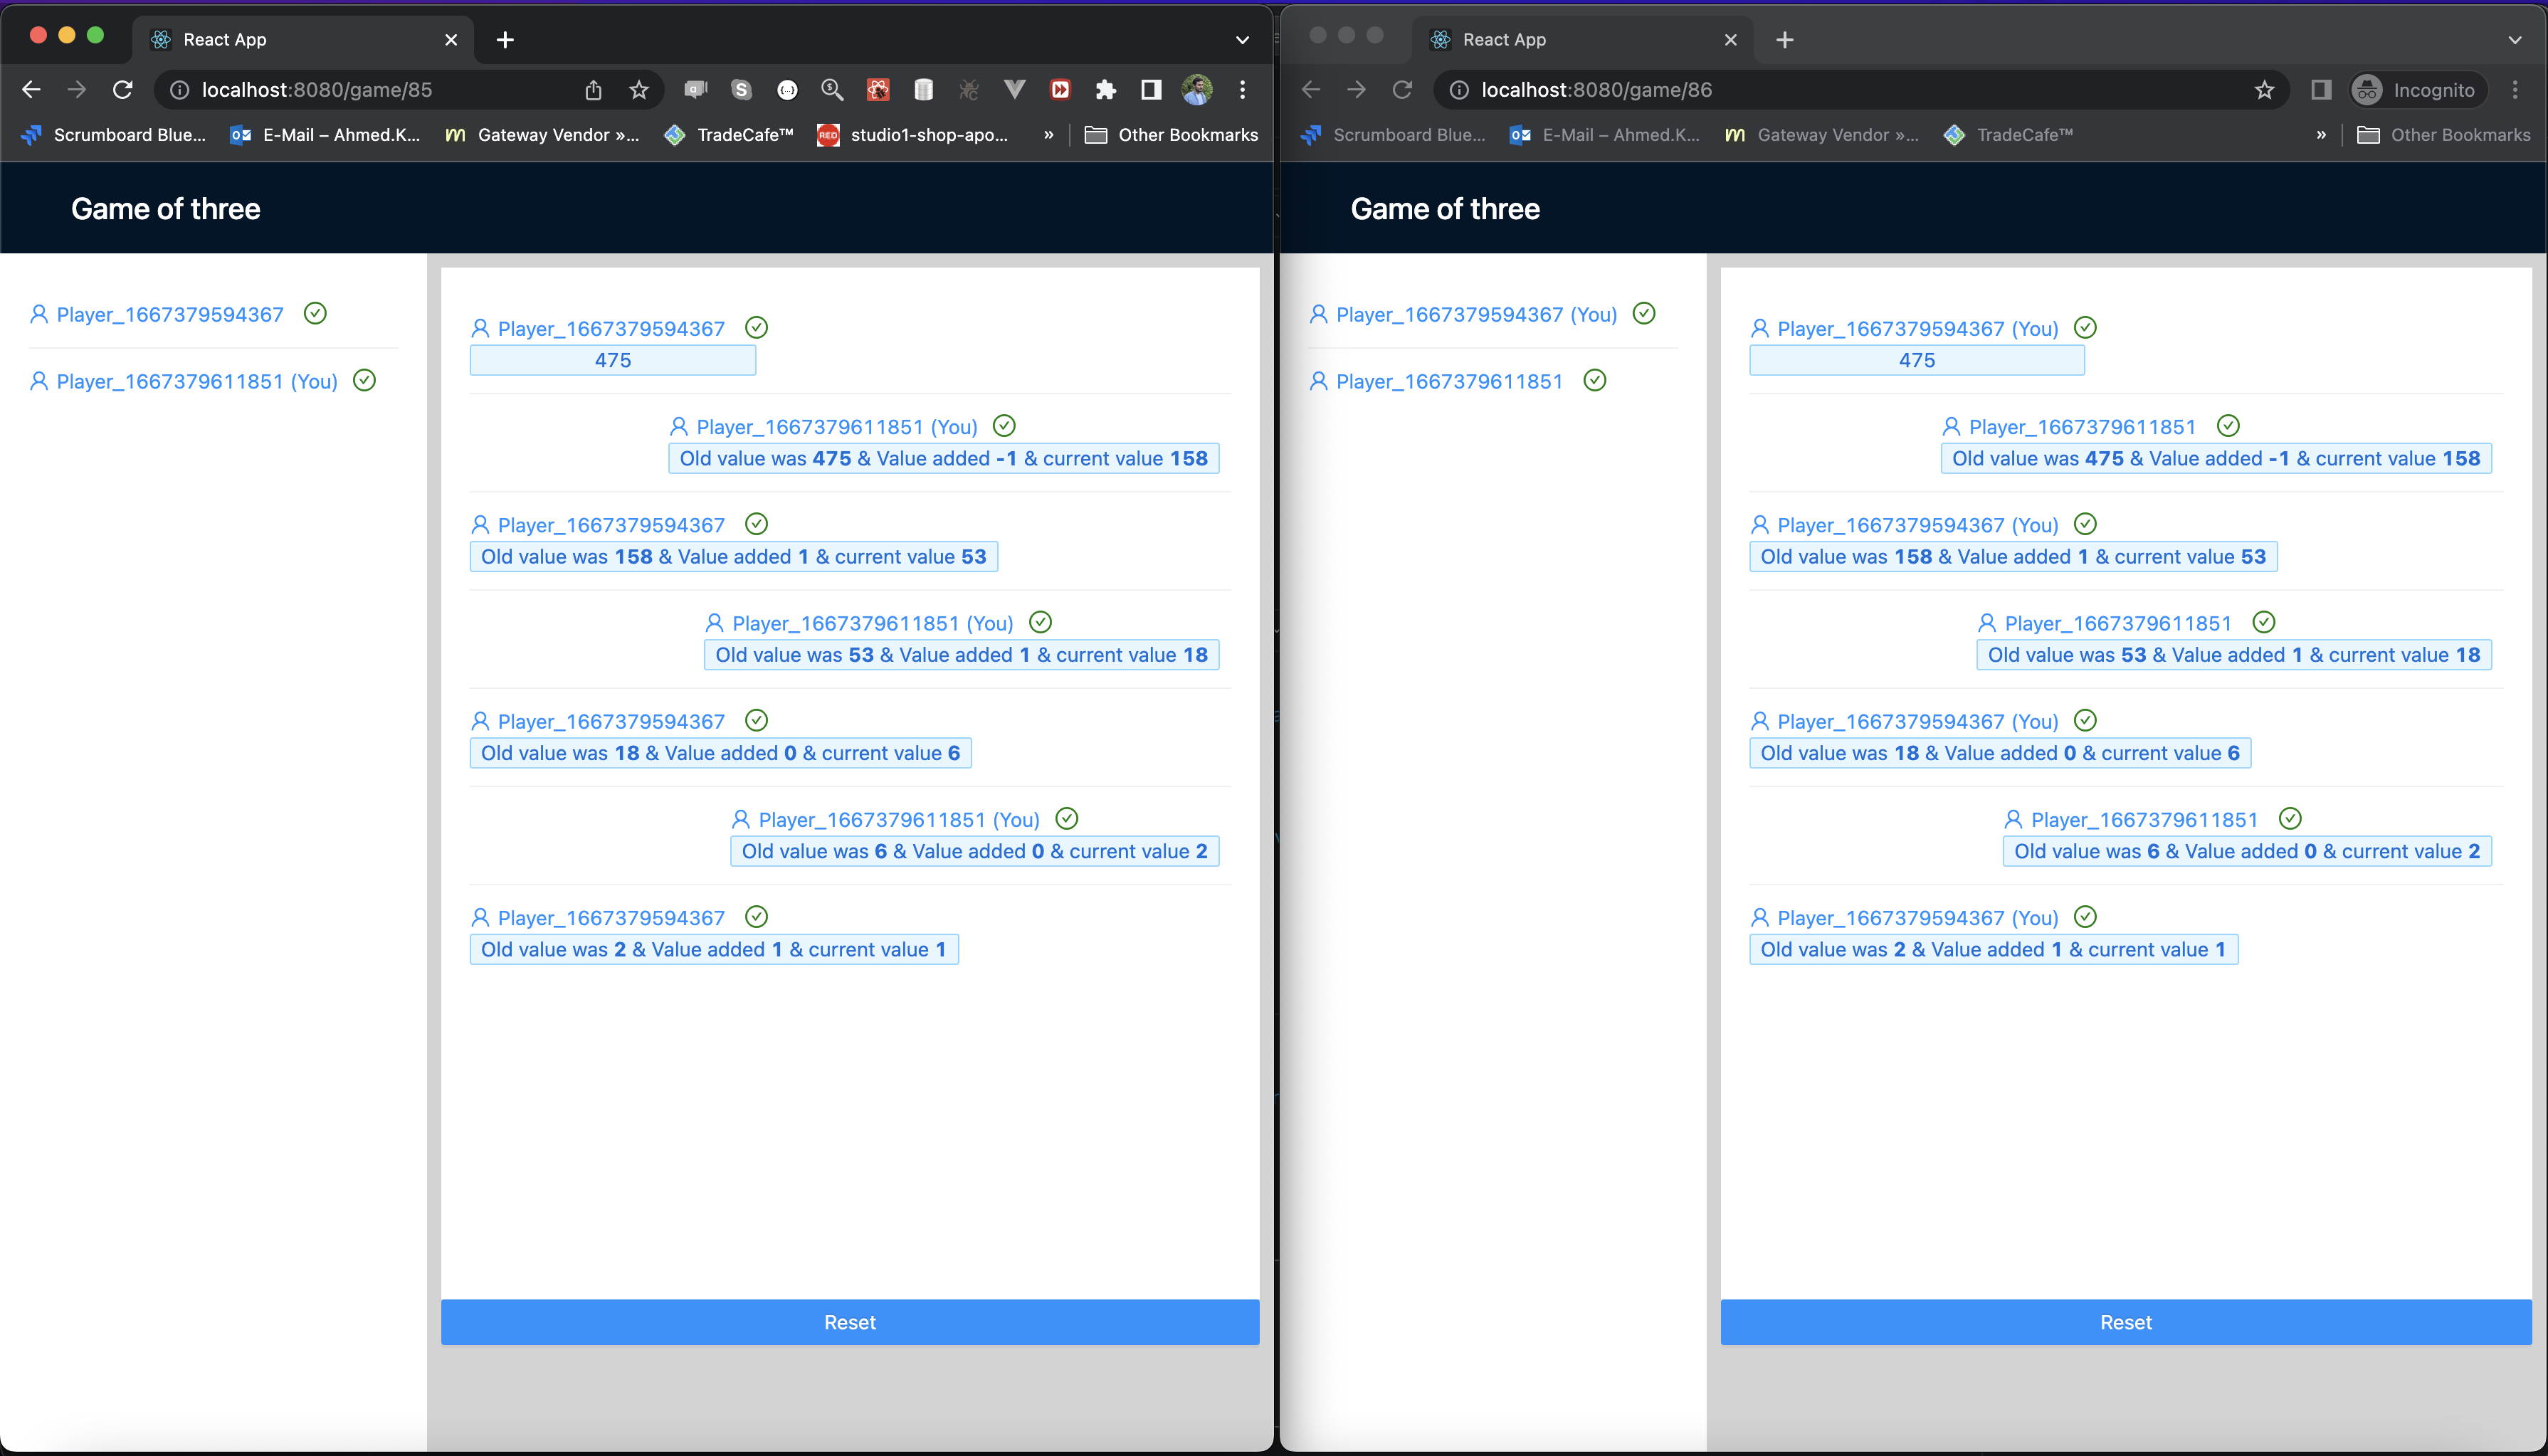 React App
localhost:8080/game/85
Scrumboard Blue... E-Mail – Ahmed.K... Gateway Vendor »... TradeCafe™ RED studio1-shop-apo... » Other Bookmarks
Game of three
Player_1667379594367
Player_1667379611851 (You)
Player_1667379594367
475
Player_1667379611851 (You)
Old value was 475 & Value added -1 & current value 158
Player_1667379594367
Old value was 158 & Value added 1 & current value 53
Player_1667379611851 (You)
Old value was 53 & Value added 1 & current value 18
Player_1667379594367
Old value was 18 & Value added 0 & current value 6
Player_1667379611851 (You)
Old value was 6 & Value added 0 & current value 2
Player_1667379594367
Old value was 2 & Value added 1 & current value 1
Reset
React App
localhost:8080/game/86 Incognito
Scrumboard Blue... E-Mail – Ahmed.K... Gateway Vendor »... TradeCafe™ » Other Bookmarks
Game of three
Player_1667379594367 (You)
Player_1667379611851
Player_1667379594367 (You)
475
Player_1667379611851
Old value was 475 & Value added -1 & current value 158
Player_1667379594367 (You)
Old value was 158 & Value added 1 & current value 53
Player_1667379611851
Old value was 53 & Value added 1 & current value 18
Player_1667379594367 (You)
Old value was 18 & Value added 0 & current value 6
Player_1667379611851
Old value was 6 & Value added 0 & current value 2
Player_1667379594367 (You)
Old value was 2 & Value added 1 & current value 1
Reset